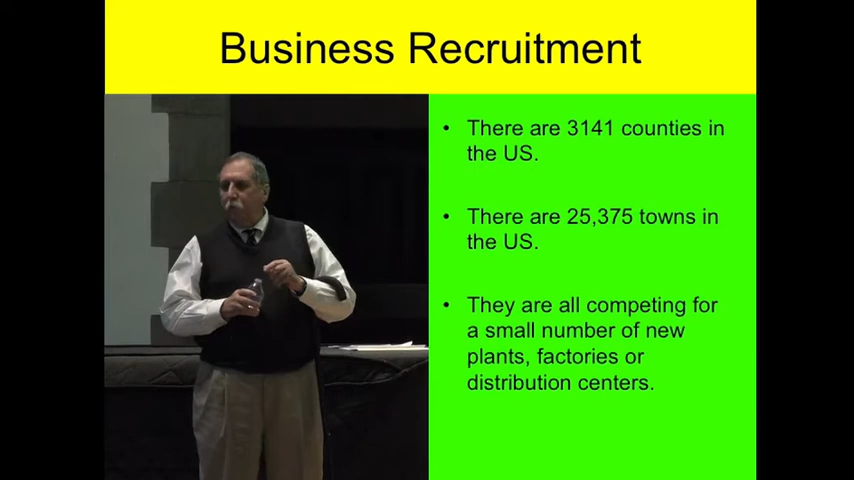 Business Recruitment
• There are 3141 counties in
the US.
• There are 25,375 towns in
the US.
• They are all competing for
a small number of new
plants, factories or
distribution centers.